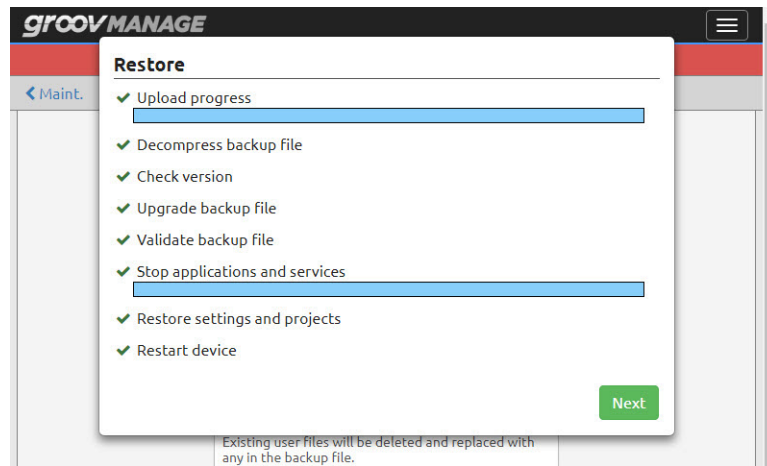 groov MANAGE
Restore
Maint.
Upload progress
Decompress backup file
Check version
Upgrade backup file
Validate backup file
Stop applications and services
Restore settings and projects
Restart device
Next
Existing user files will be deleted and replaced with
any in the backup file.